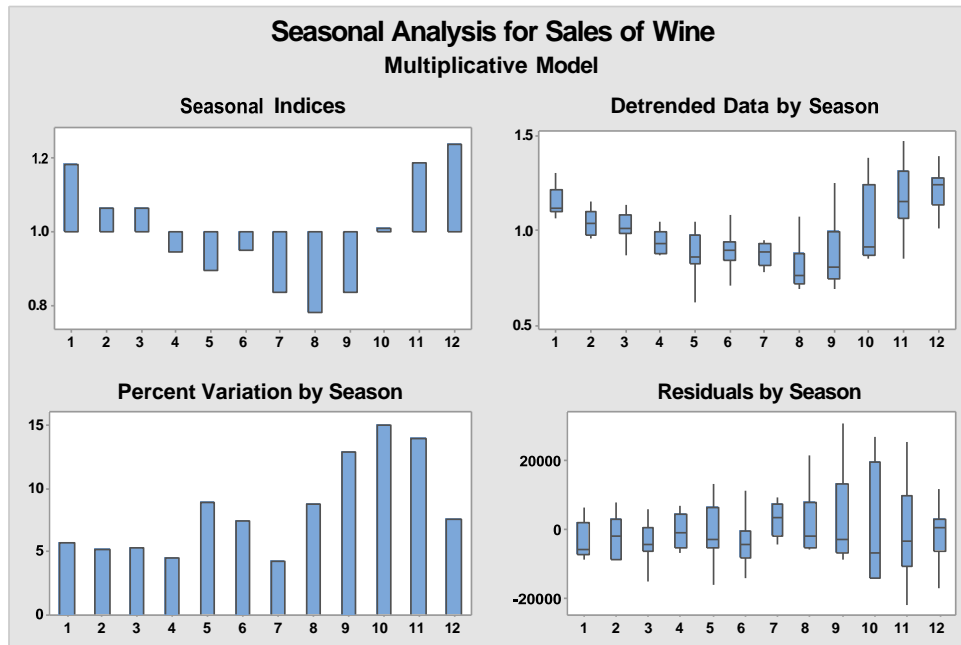 Seasonal Analysis for Sales of Wine
Multiplicative Model
Seasonal Indices
1.2
1.0
0.8
1 2 3 4 5 6 7 8 9 10 11 12
Detrended Data by Season
1.5
1.0
0.5
1 2 3 4 5 6 7 8 9 10 11 12
Percent Variation by Season
15
10
5
0
1 2 3 4 5 6 7 8 9 10 11 12
Residuals by Season
20000
0
-20000
1 2 3 4 5 6 7 8 9 10 11 12